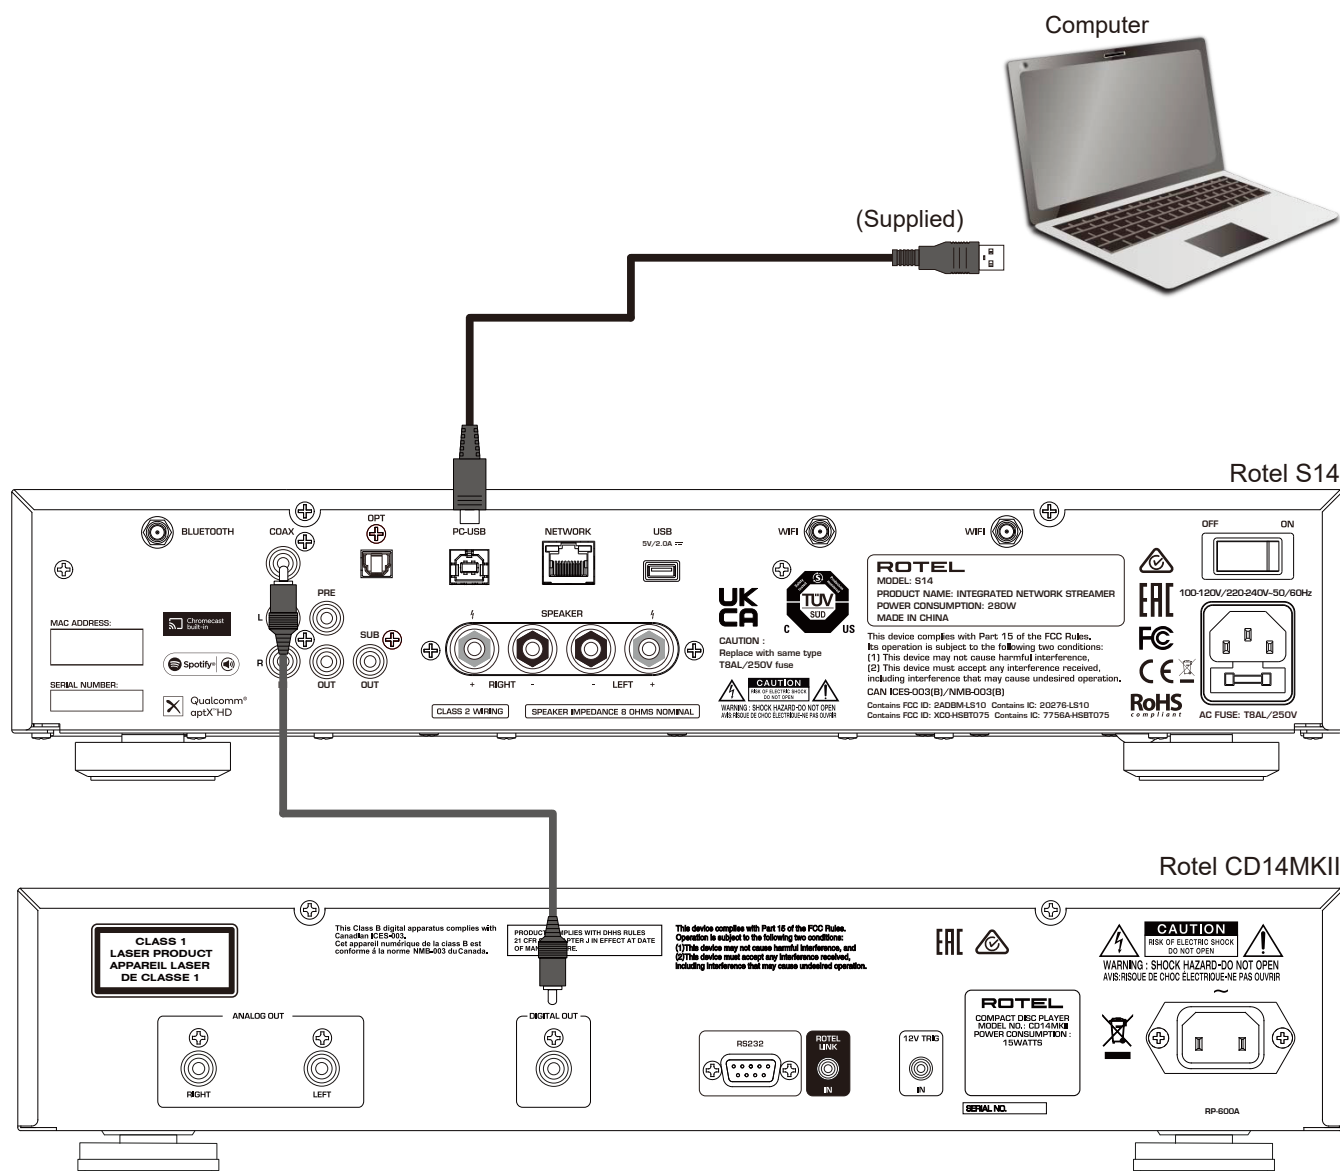 Computer
(Supplied)
Rotel S14
BLUETOOTH
COAX
OPT
PC-USB
NETWORK
USB
5V/2.0A
WIFI
WIFI
OFF
ON
MAC ADDRESS:
SERIAL NUMBER:
Chromecast
built-in
Spotify®
Qualcomm®
aptX™HD
L
R
PRE
OUT
SUB
OUT
SPEAKER
+ RIGHT -
- LEFT +
CLASS 2 WIRING
SPEAKER IMPEDANCE 8 OHMS NOMINAL
UK
CA
TÜV
SUD
C US
CAUTION :
Replace with same type
T8AL/250V fuse
CAUTION
RISK OF ELECTRIC SHOCK
DO NOT OPEN
WARNING : SHOCK HAZARD-DO NOT OPEN
AVIS:RISQUE DE CHOC ÉLECTRIQUE-NE PAS OUVRIR
ROTEL
MODEL: S14
PRODUCT NAME: INTEGRATED NETWORK STREAMER
POWER CONSUMPTION: 280W
MADE IN CHINA
This device complies with Part 15 of the FCC Rules.
Its operation is subject to the following two conditions:
(1) This device may not cause harmful interference,
(2) This device must accept any interference received,
including interference that may cause undesired operation.
CAN ICES-003(B)/NMB-003(B)
Contains FCC ID: 2ADBM-LS10 Contains IC: 20276-LS10
Contains FCC ID: XCO-HSBT075 Contains IC: 7756A-HSBT075
EAC
FC
CE
RoHS
compliant
100-120V/220-240V~50/60Hz
AC FUSE: T8AL/250V
Rotel CD14MKII
CLASS 1
LASER PRODUCT
APPAREIL LASER
DE CLASSE 1
This Class B digital apparatus complies with
Canadian ICES-003.
Cet appareil numérique de la class B est
conforme á la norme NMB-003 du Canada.
PRODUCT COMPLIES WITH DHHS RULES
21 CFR CHAPTER J IN EFFECT AT DATE
OF
This device complies with Part 15 of the FCC Rules.
Operation is subject to the following two conditions:
(1)This device may not cause harmful interference, and
(2)This device must accept any interference received,
including interference that may cause undesired operation.
EAC
CAUTION
RISK OF ELECTRIC SHOCK
DO NOT OPEN
WARNING : SHOCK HAZARD-DO NOT OPEN
AVIS:RISQUE DE CHOC ÉLECTRIQUE-NE PAS OUVRIR
~
ANALOG OUT
RIGHT
LEFT
DIGITAL OUT
RS232
ROTEL
LINK
IN
12V TRIG
IN
ROTEL
COMPACT DISC PLAYER
MODEL NO.: CD14MKII
POWER CONSUMPTION :
15WATTS
SERIAL NO.
RP-600A